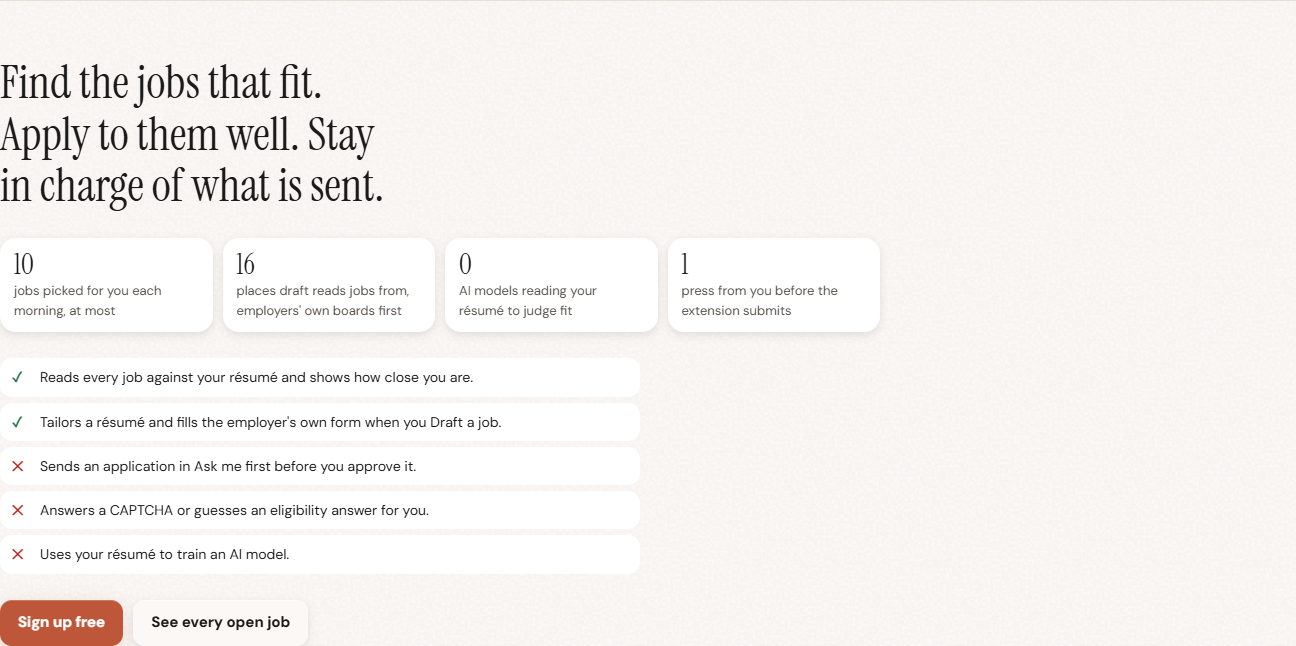 Find the jobs that fit.
Apply to them well. Stay
in charge of what is sent.
10
jobs picked for you each
morning, at most
16
places draft reads jobs from,
employers' own boards first
0
AI models reading your
résumé to judge fit
1
press from you before the
extension submits
✓ Reads every job against your résumé and shows how close you are.
✓ Tailors a résumé and fills the employer's own form when you Draft a job.
✕ Sends an application in Ask me first before you approve it.
✕ Answers a CAPTCHA or guesses an eligibility answer for you.
✕ Uses your résumé to train an AI model.
Sign up free
See every open job